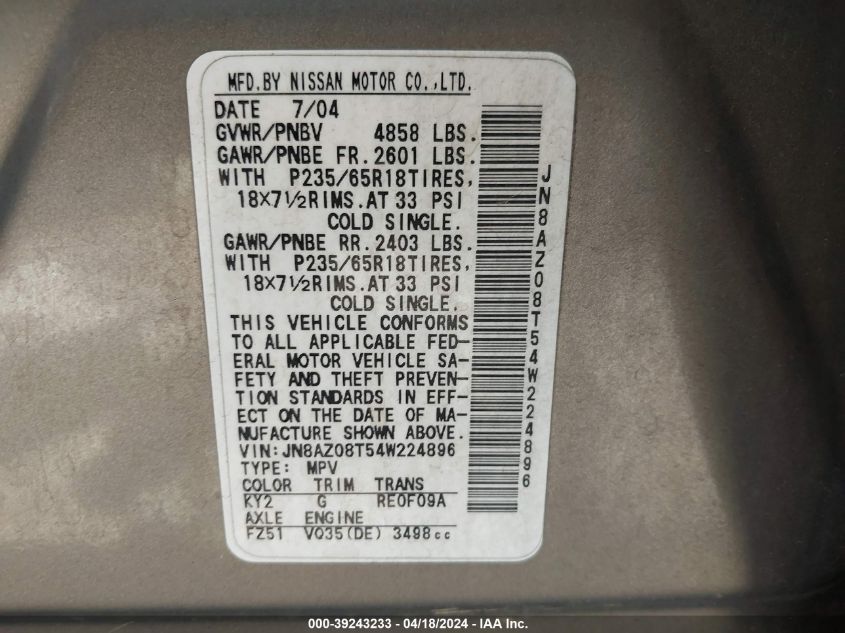 MFD.BY NISSAN MOTOR CO.,LTD.
DATE 7/04
GVWR/PNBV 4858 LBS.
GAWR/PNBE FR.2601 LBS.
WITH P235/65R18TIRES,
18×7½RIMS.AT 33 PSI
COLD SINGLE.
GAWR/PNBE RR.2403 LBS.
WITH P235/65R18TIRES,
18×7½RIMS.AT 33 PSI
COLD SINGLE.
THIS VEHICLE CONFORMS
TO ALL APPLICABLE FED-
ERAL MOTOR VEHICLE SA-
FETY AND THEFT PREVEN-
TION STANDARDS IN EFF-
ECT ON THE DATE OF MA-
NUFACTURE SHOWN ABOVE.
VIN:JN8AZ08T54W224896
TYPE: MPV
COLOR TRIM TRANS
KY2 G RE0F09A
AXLE ENGINE
FZ51 VQ35(DE) 3498cc
JN8AZ08T54W224896
000-39243233 - 04/18/2024 - IAA Inc.